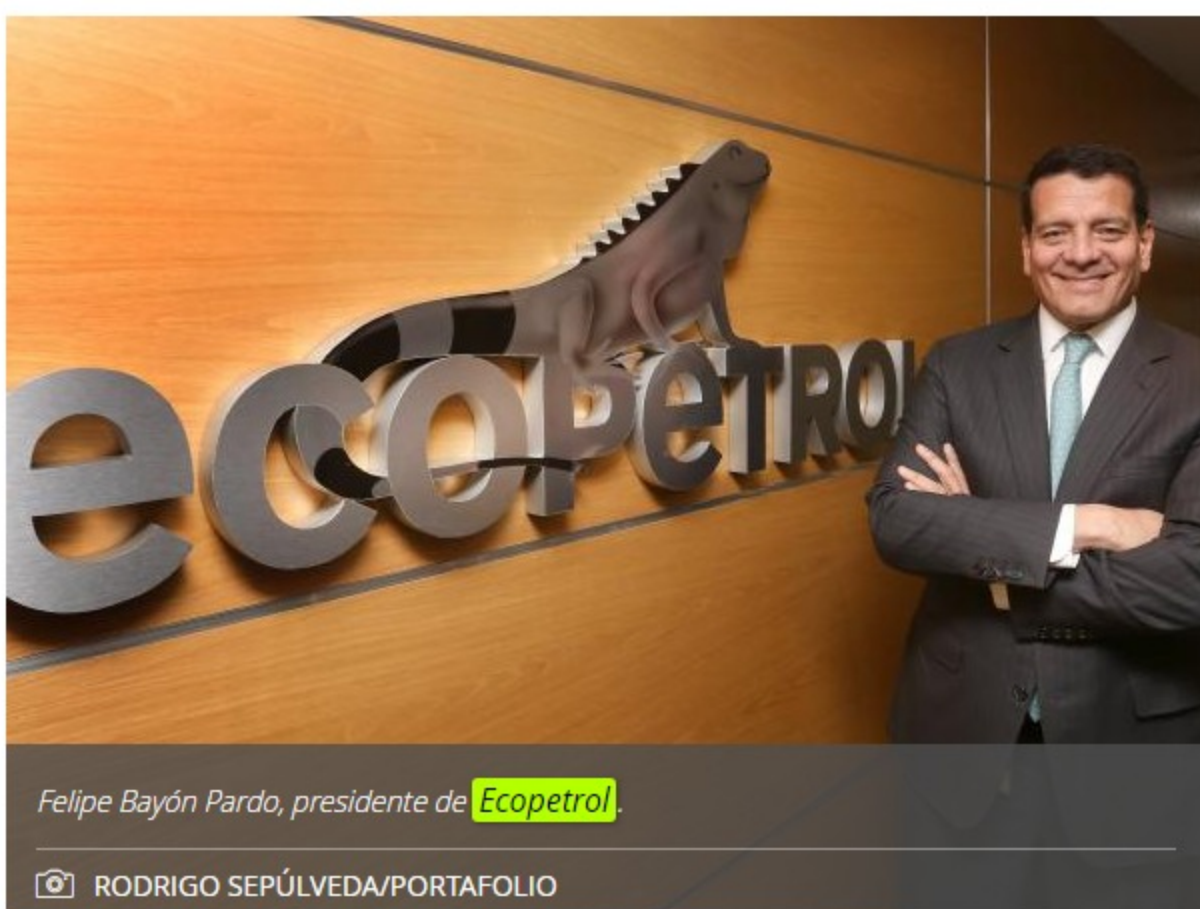 ecoPeTROL
Felipe Bayón Pardo, presidente de Ecopetrol.
RODRIGO SEPÚLVEDA/PORTAFOLIO